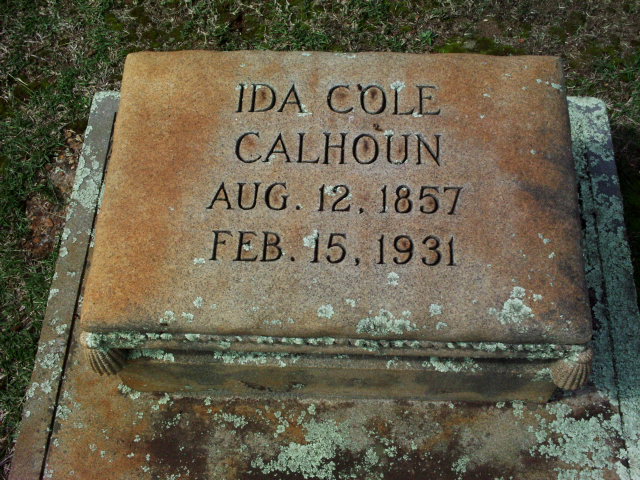 IDA COLE
CALHOUN
AUG. 12, 1857
FEB. 15, 1931